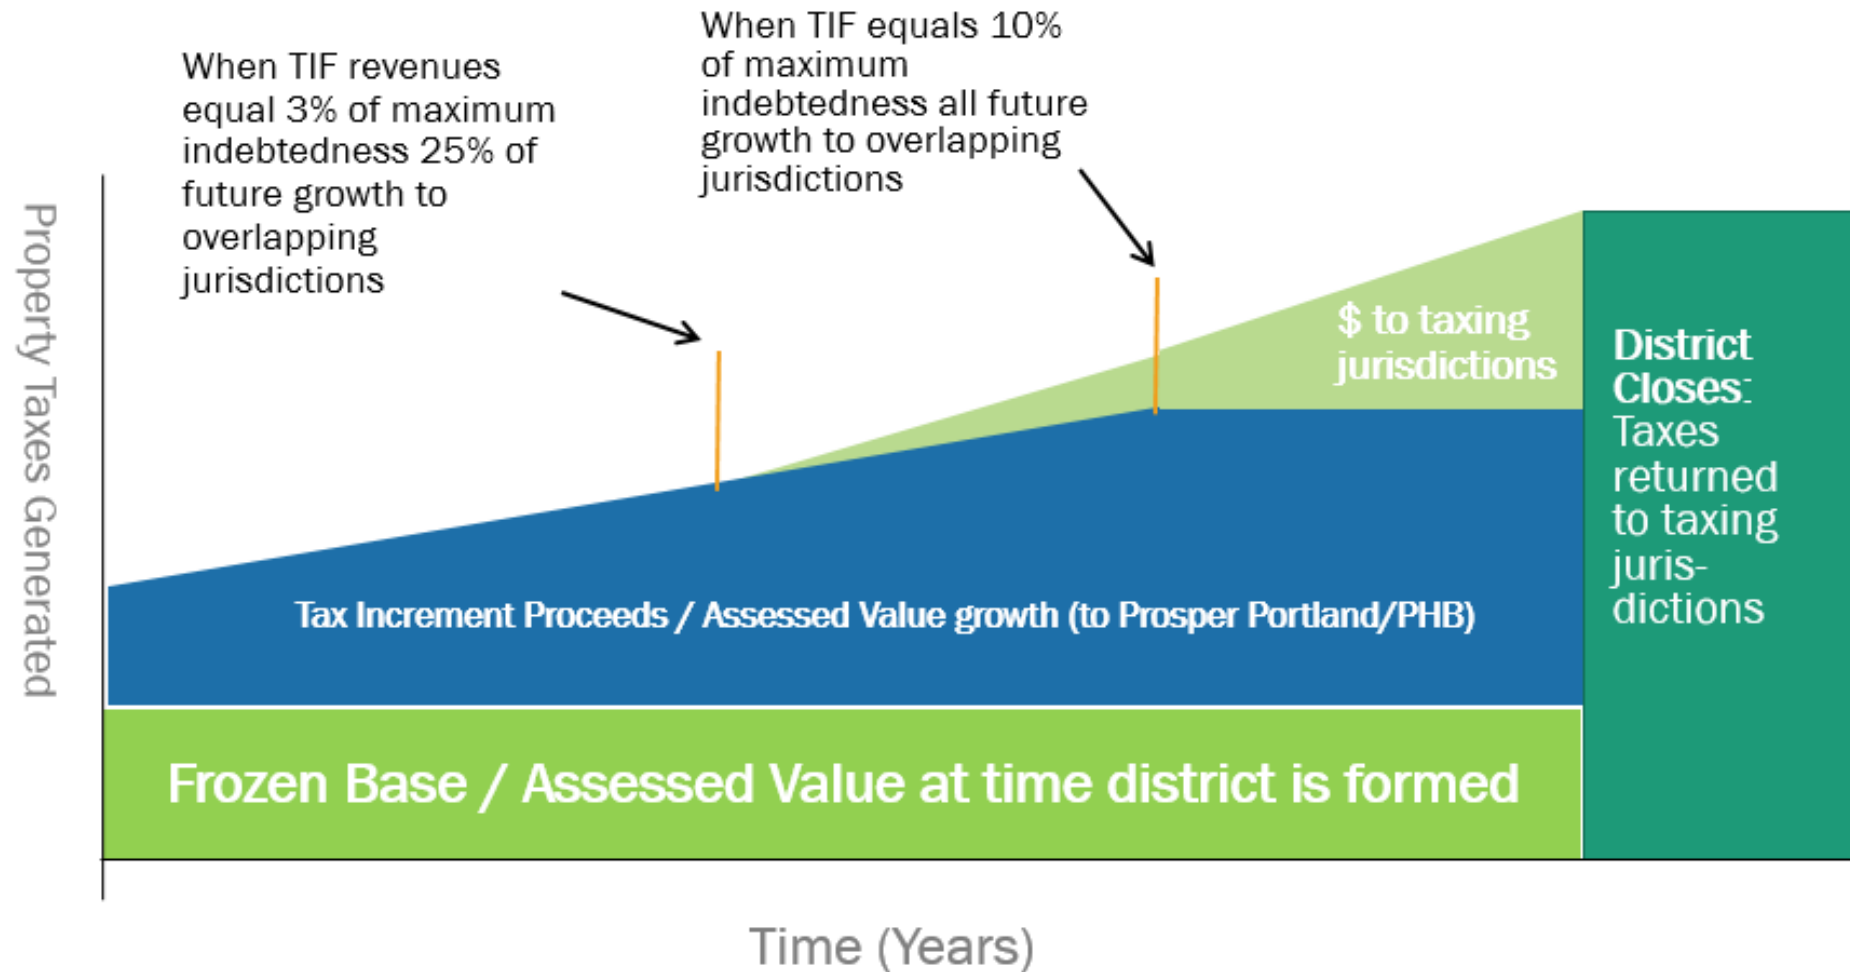 When TIF revenues
equal 3% of maximum
indebtedness 25% of
future growth to
overlapping
jurisdictions
When TIF equals 10%
of maximum
indebtedness all future
growth to overlapping
jurisdictions
Property Taxes Generated
$ to taxing
jurisdictions
District
Closes:
Taxes
returned
to taxing
juris-
dictions
Tax Increment Proceeds / Assessed Value growth (to Prosper Portland/PHB)
Frozen Base / Assessed Value at time district is formed
Time (Years)